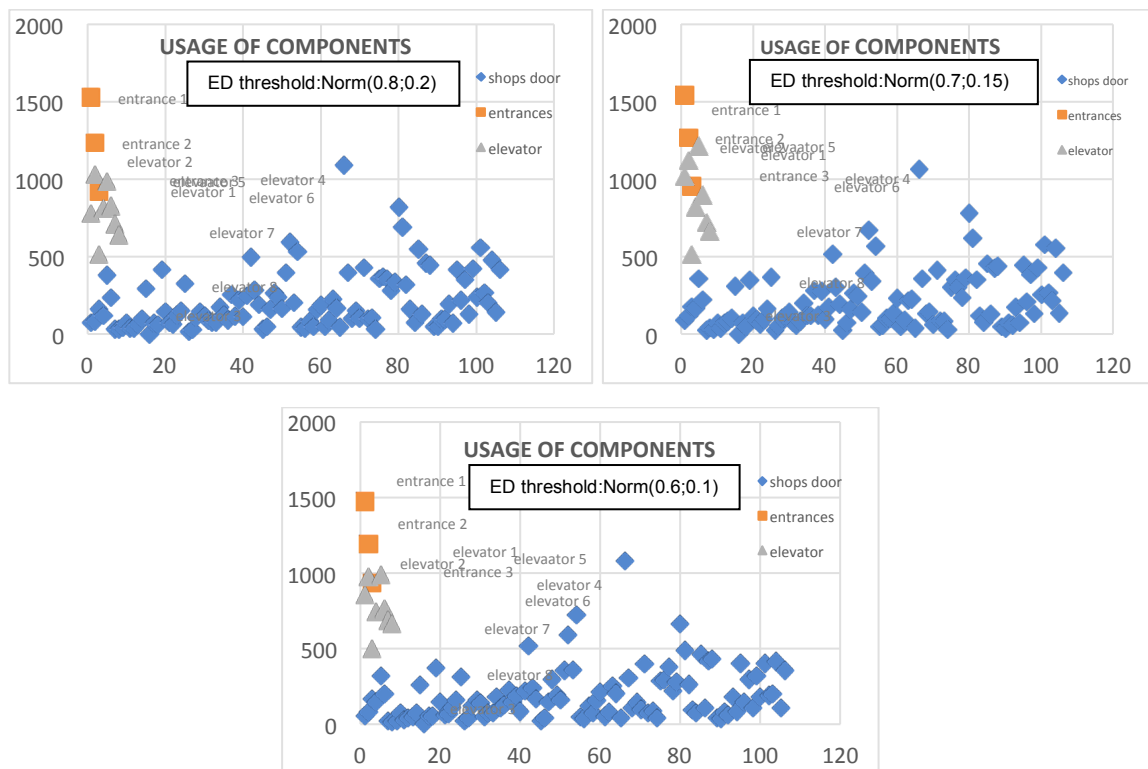 2000
USAGE OF COMPONENTS
ED threshold:Norm(0.8;0.2)
shops door
1500
entrance 1
entrances
entrance 2
elevator
elevator 2
1000
entrance 3
elevator 5
elevator 4
elevator 1
elevator 6
elevator 7
500
elevator 8
0
0 20 40 60 80 100 120
2000
USAGE OF COMPONENTS
ED threshold:Norm(0.7;0.15)
shops door
1500
entrance 1
entrances
entrance 2
elevaator 5
elevator 1
elevator
1000
entrance 3
elevator 4
elevator 6
elevator 7
500
elevator 8
0
0 20 40 60 80 100 120
2000
USAGE OF COMPONENTS
entrance 1
ED threshold:Norm(0.6;0.1)
shops door
1500
entrance 2
entrances
elevator 1
elevaator 5
elevator
elevator 2
entrance 3
1000
elevator 4
elevator 6
elevator 7
500
elevator 8
0
0 20 40 60 80 100 120